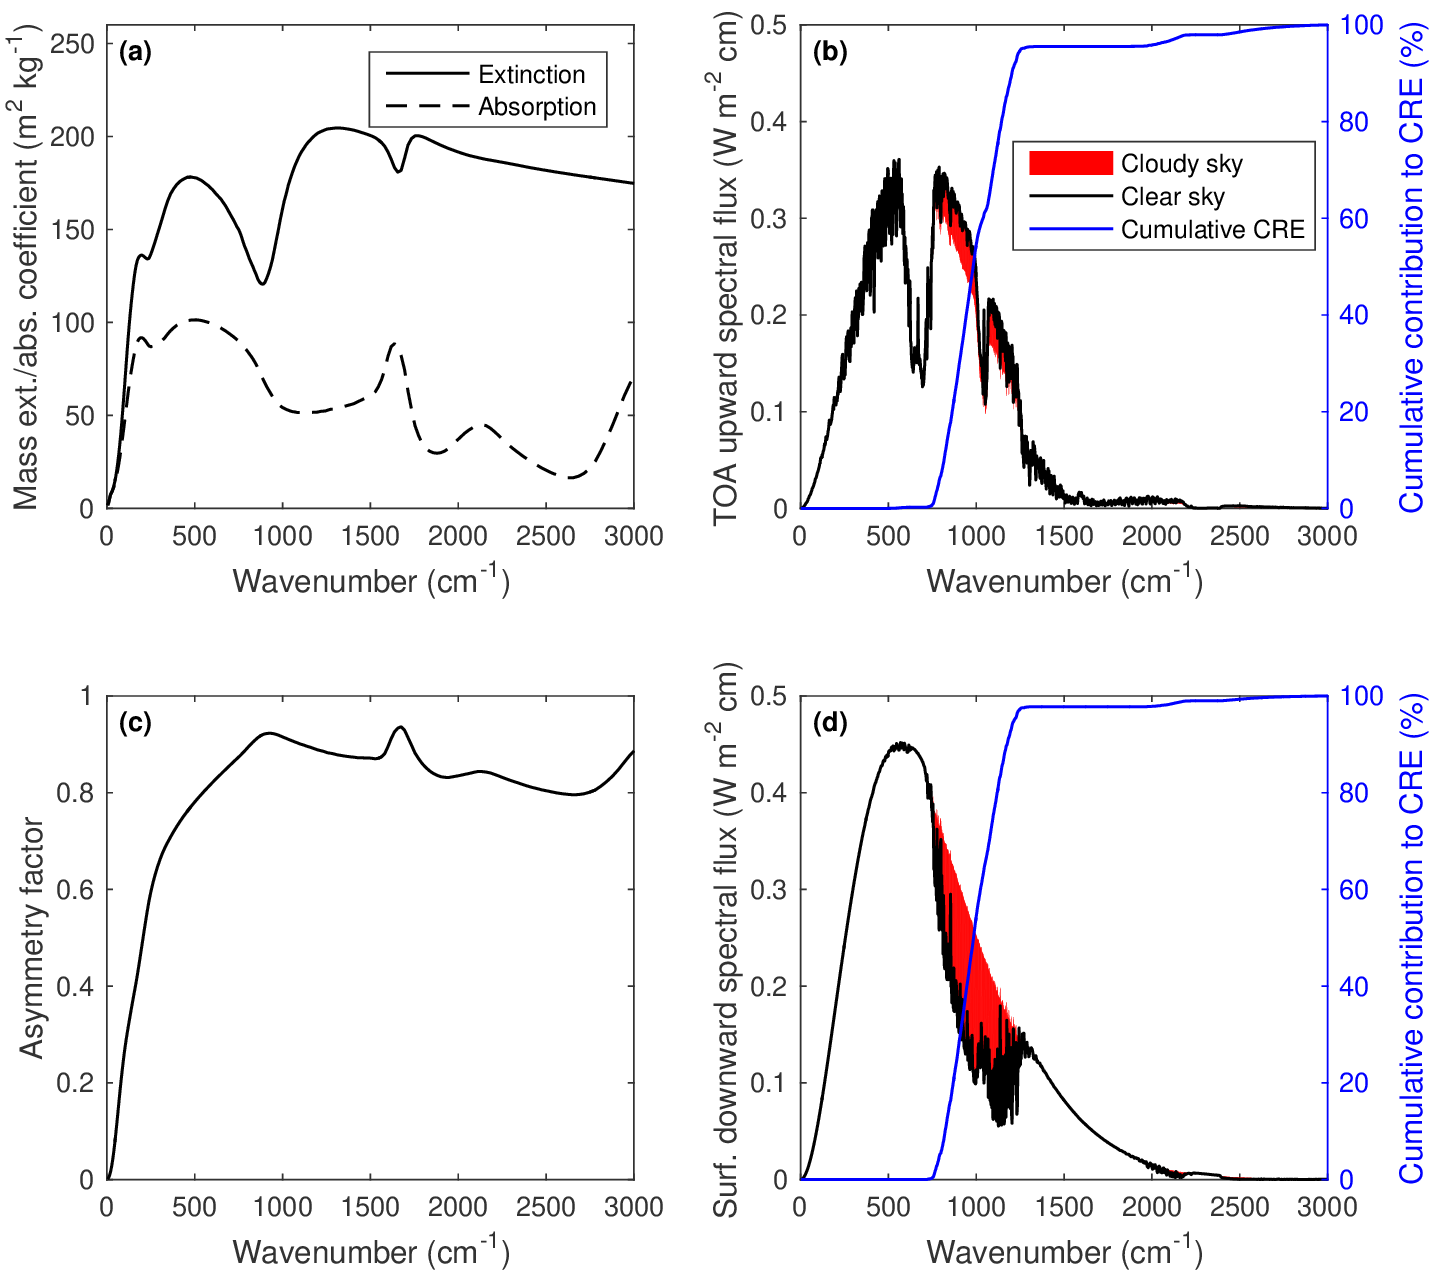 (a)
Extinction
Absorption
Mass ext./abs. coefficient (m2 kg-1)
250
200
150
100
50
0
0 500 1000 1500 2000 2500 3000
Wavenumber (cm-1)
(b)
Cloudy sky
Clear sky
Cumulative CRE
TOA upward spectral flux (W m-2 cm)
0.5
0.4
0.3
0.2
0.1
0
0 500 1000 1500 2000 2500 3000
Wavenumber (cm-1)
100
80
60
40
20
0
Cumulative contribution to CRE (%)
(c)
Asymmetry factor
1
0.8
0.6
0.4
0.2
0
0 500 1000 1500 2000 2500 3000
Wavenumber (cm-1)
(d)
Surf. downward spectral flux (W m-2 cm)
0.5
0.4
0.3
0.2
0.1
0
0 500 1000 1500 2000 2500 3000
Wavenumber (cm-1)
100
80
60
40
20
0
Cumulative contribution to CRE (%)